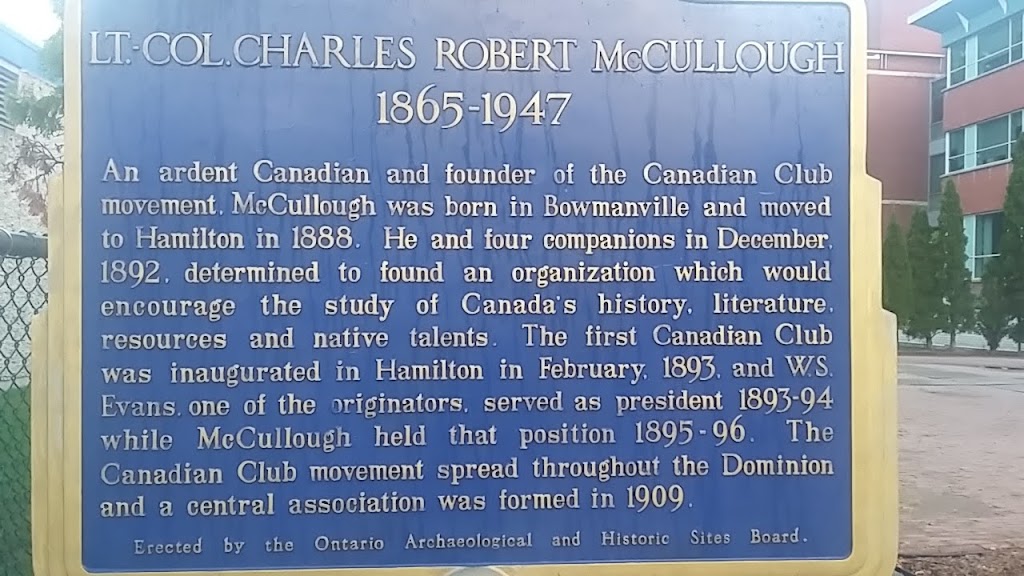 LT.-COL. CHARLES ROBERT McCULLOUGH
1865-1947
An ardent Canadian and founder of the Canadian Club
movement, McCullough was born in Bowmanville and moved
to Hamilton in 1888. He and four companions in December,
1892, determined to found an organization which would
encourage the study of Canada's history, literature,
resources and native talents. The first Canadian Club
was inaugurated in Hamilton in February, 1893, and W.S.
Evans, one of the originators, served as president 1893-94
while McCullough held that position 1895-96. The
Canadian Club movement spread throughout the Dominion
and a central association was formed in 1909.
Erected by the Ontario Archaeological and Historic Sites Board.